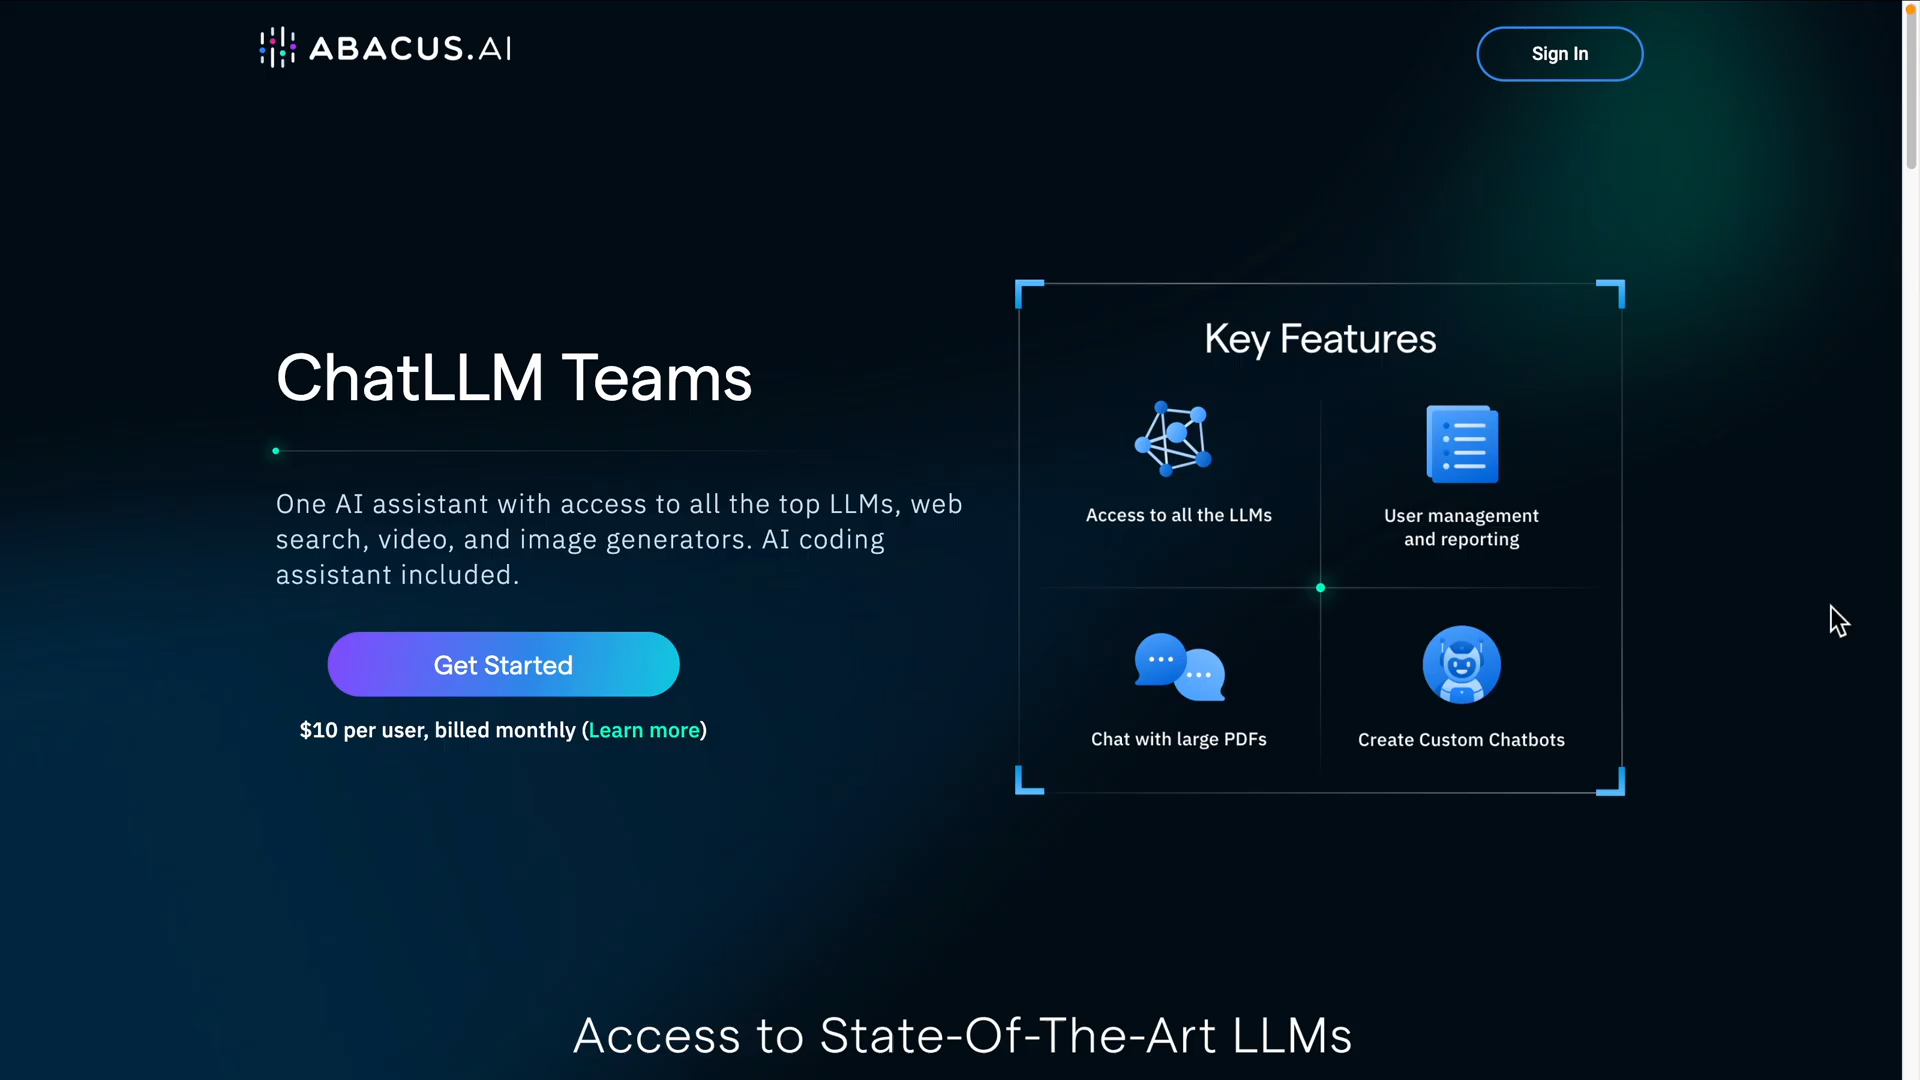 ABACUS.AI
Sign In
ChatLLM Teams
One AI assistant with access to all the top LLMs, web
search, video, and image generators. AI coding
assistant included.
Get Started
$10 per user, billed monthly (Learn more)
Key Features
Access to all the LLMs
User management
and reporting
Chat with large PDFs
Create Custom Chatbots
Access to State-Of-The-Art LLMs